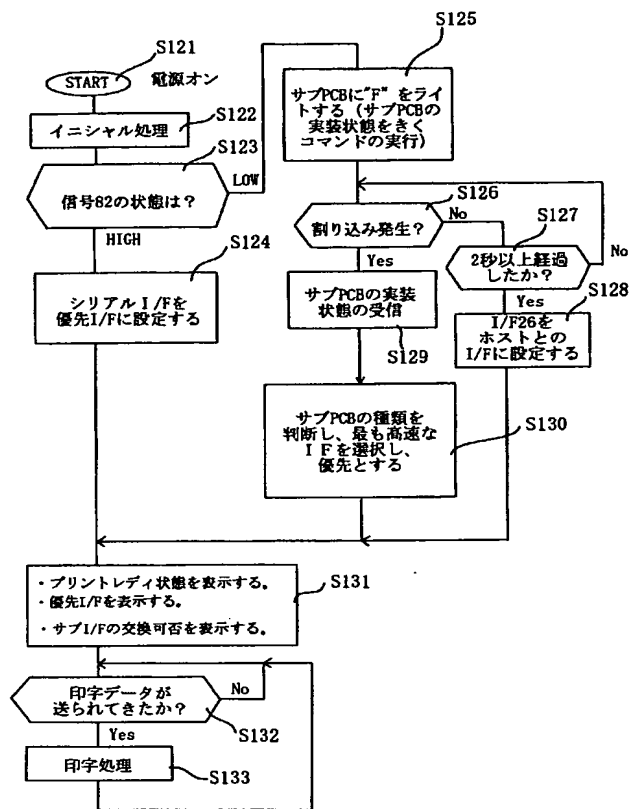 S121
START
電源オン
S122
イニシャル処理
S123
信号82の状態は？
LOW
HIGH
S124
シリアルI/Fを
優先I/Fに設定する
S125
サブPCBに"F"をライ
トする（サブPCBの
実装状態をきく
コマンドの実行）
S126
割り込み発生？
No
Yes
S127
2秒以上経過
したか？
No
Yes
S128
I/F26を
ホストとの
I/Fに設定する
サブPCBの実装
状態の受信
S129
サブPCBの種類を
判断し、最も高速な
IFを選択し、
優先とする
S130
・プリントレディ状態を表示する。
・優先I/Fを表示する。
・サブI/Fの交換可否を表示する。
S131
印字データが
送られてきたか？
No
S132
Yes
印字処理
S133